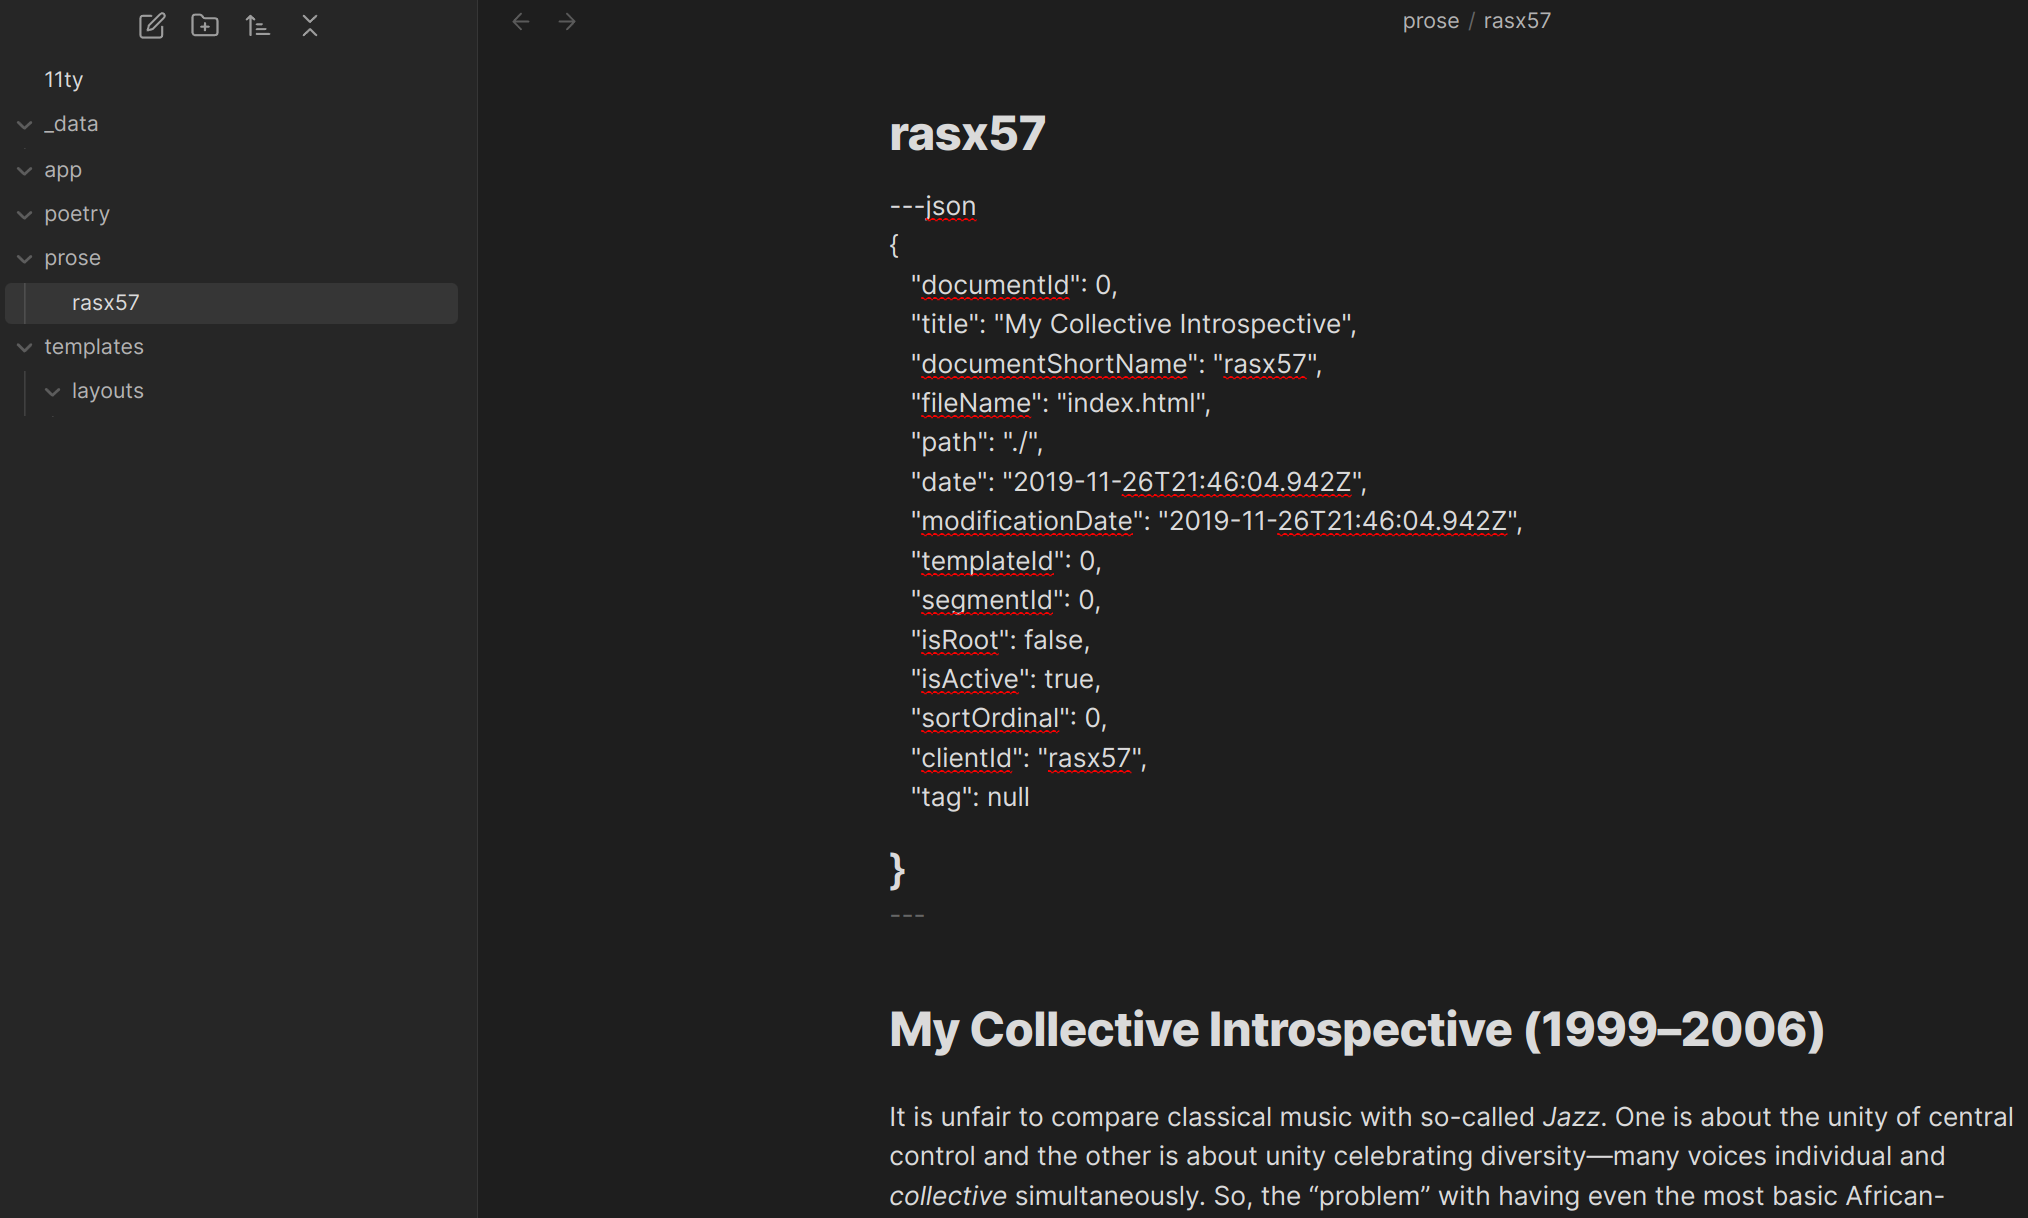 11ty
_data
app
poetry
prose
rasx57
templates
layouts
prose / rasx57
rasx57
---json
{
"documentId": 0,
"title": "My Collective Introspective",
"documentShortName": "rasx57",
"fileName": "index.html",
"path": "./",
"date": "2019-11-26T21:46:04.942Z",
"modificationDate": "2019-11-26T21:46:04.942Z",
"templateId": 0,
"segmentId": 0,
"isRoot": false,
"isActive": true,
"sortOrdinal": 0,
"clientId": "rasx57",
"tag": null
}
---
My Collective Introspective (1999–2006)
It is unfair to compare classical music with so-called Jazz. One is about the unity of central
control and the other is about unity celebrating diversity—many voices individual and
collective simultaneously. So, the “problem” with having even the most basic African-